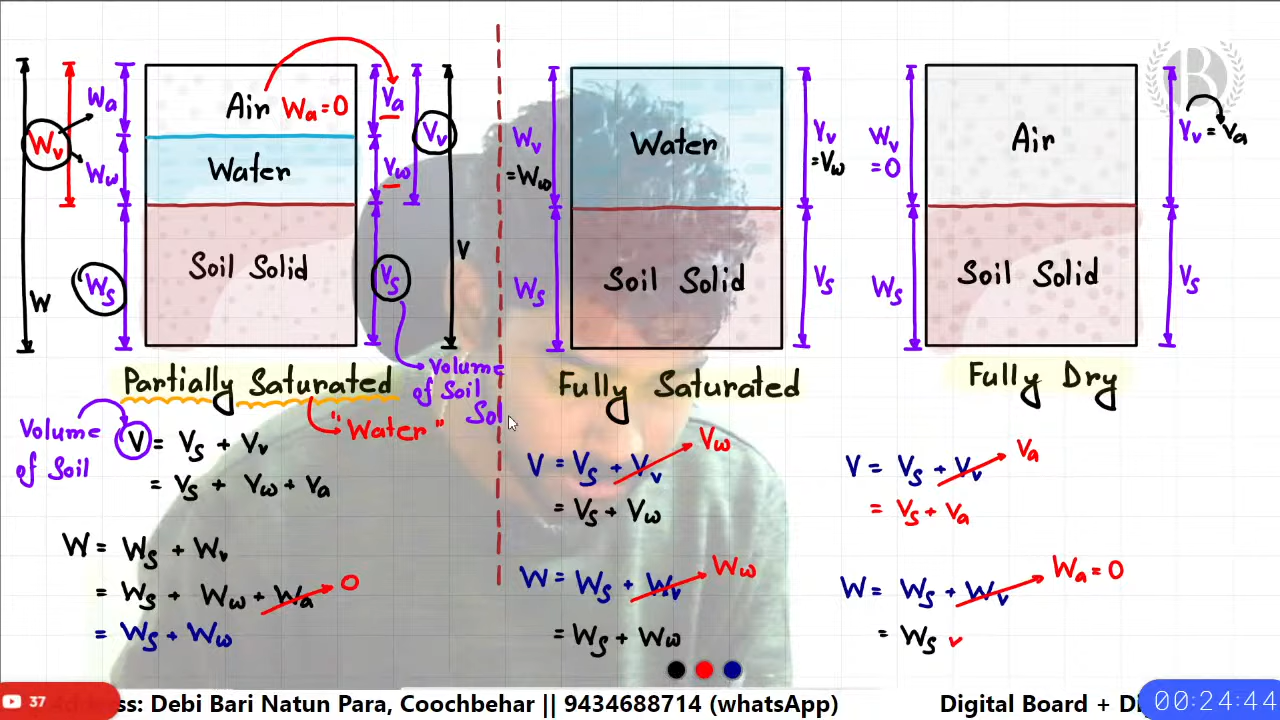 Wa
Wv
Ww
Ws
W
Air Wa=0
Water
Soil Solid
Va
Vv
Vw
Vs
V
Volume
of Soil
Sol
Partially Saturated
"Water"
Volume
of Soil
V = Vs + Vv
= Vs + Vw + Va
W = Ws + Wv
= Ws + Ww + Wa 0
= Ws + Ww
Wv
= Ww
Ws
Water
Soil Solid
Vv
= Vw
Vs
Fully Saturated
V = Vs + Vv Vw
= Vs + Vw
W = Ws + Wv Ww
= Ws + Ww
Wv
= 0
Ws
Air
Soil Solid
B
Vv = Va
Vs
Fully Dry
V = Vs + Vv Va
= Vs + Va
W = Ws + Wv Wa = 0
= Ws
37
ss: Debi Bari Natun Para, Coochbehar || 9434688714 (whatsApp)
Digital Board + Di
00:24:44